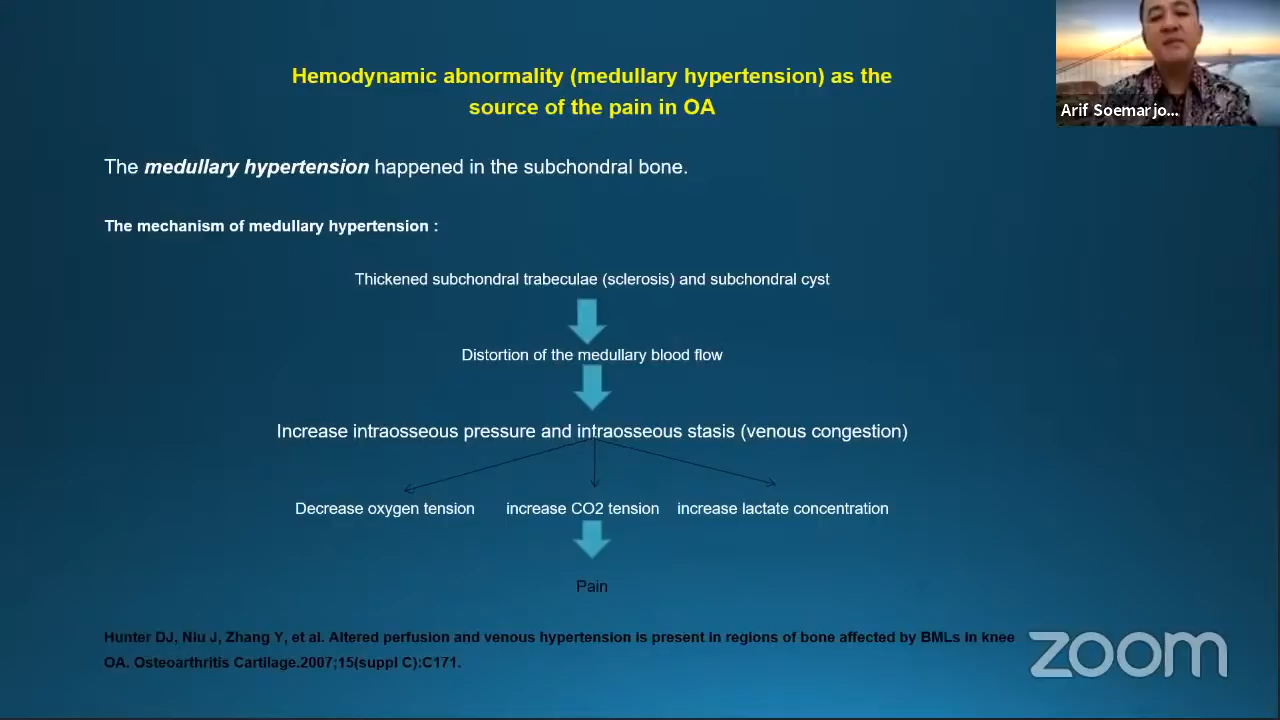 Hemodynamic abnormality (medullary hypertension) as the
source of the pain in OA
Arif Soemarjo...
The medullary hypertension happened in the subchondral bone.
The mechanism of medullary hypertension :
Thickened subchondral trabeculae (sclerosis) and subchondral cyst
Distortion of the medullary blood flow
Increase intraosseous pressure and intraosseous stasis (venous congestion)
Decrease oxygen tension increase CO2 tension increase lactate concentration
Pain
Hunter DJ, Niu J, Zhang Y, et al. Altered perfusion and venous hypertension is present in regions of bone affected by BMLs in knee
OA. Osteoarthritis Cartilage.2007;15(suppl C):C171.
zoom